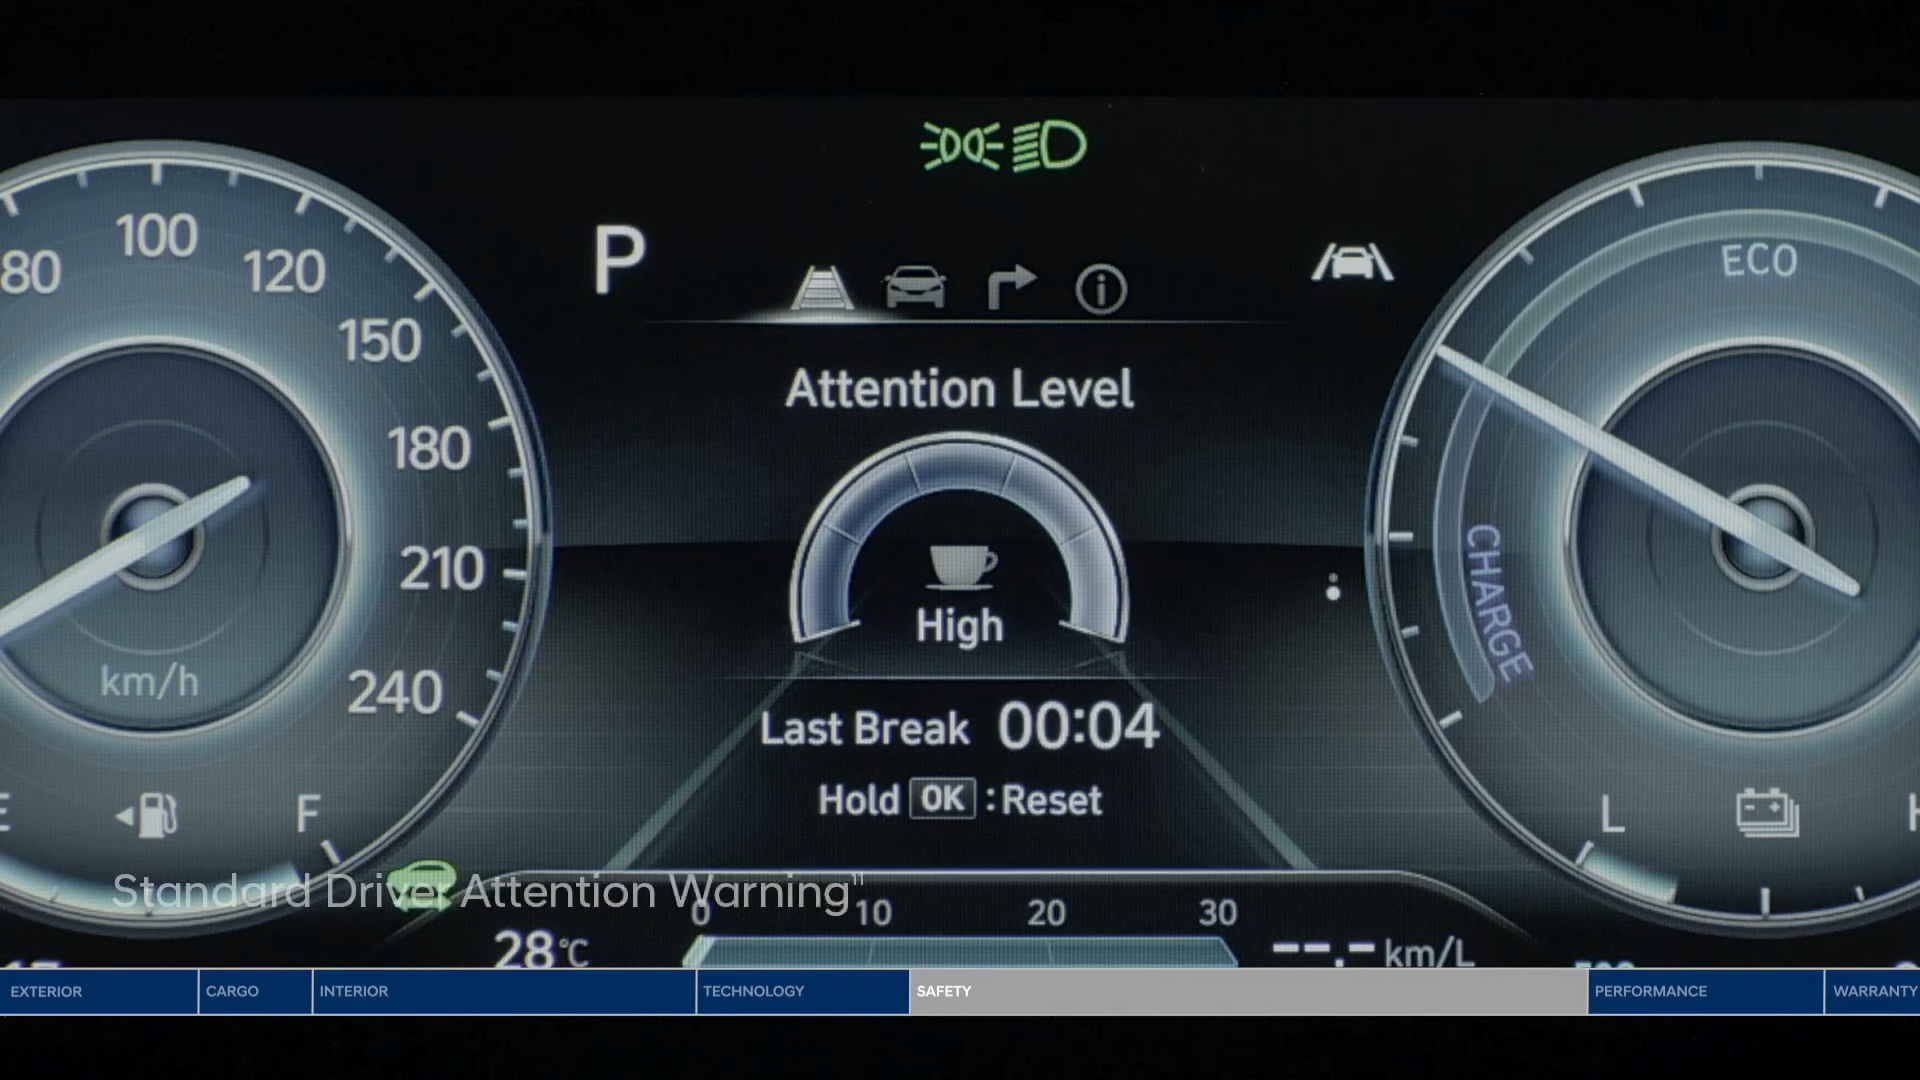 P
Attention Level
High
Last Break 00:04
Hold OK : Reset
80
100
120
150
180
210
240
km/h
E
F
ECO
CHARGE
L
H
Standard Driver Attention Warning¹¹
0 10 20 30
28°C
--.- km/L
EXTERIOR CARGO INTERIOR TECHNOLOGY SAFETY PERFORMANCE WARRANTY